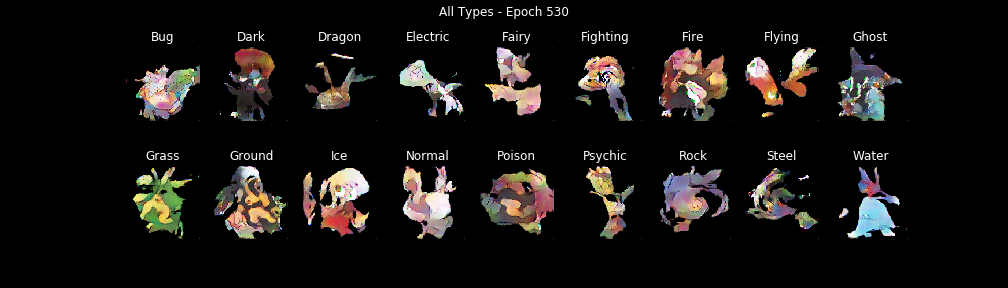 All Types - Epoch 530
Bug Dark Dragon Electric Fairy Fighting Fire Flying Ghost
Grass Ground Ice Normal Poison Psychic Rock Steel Water